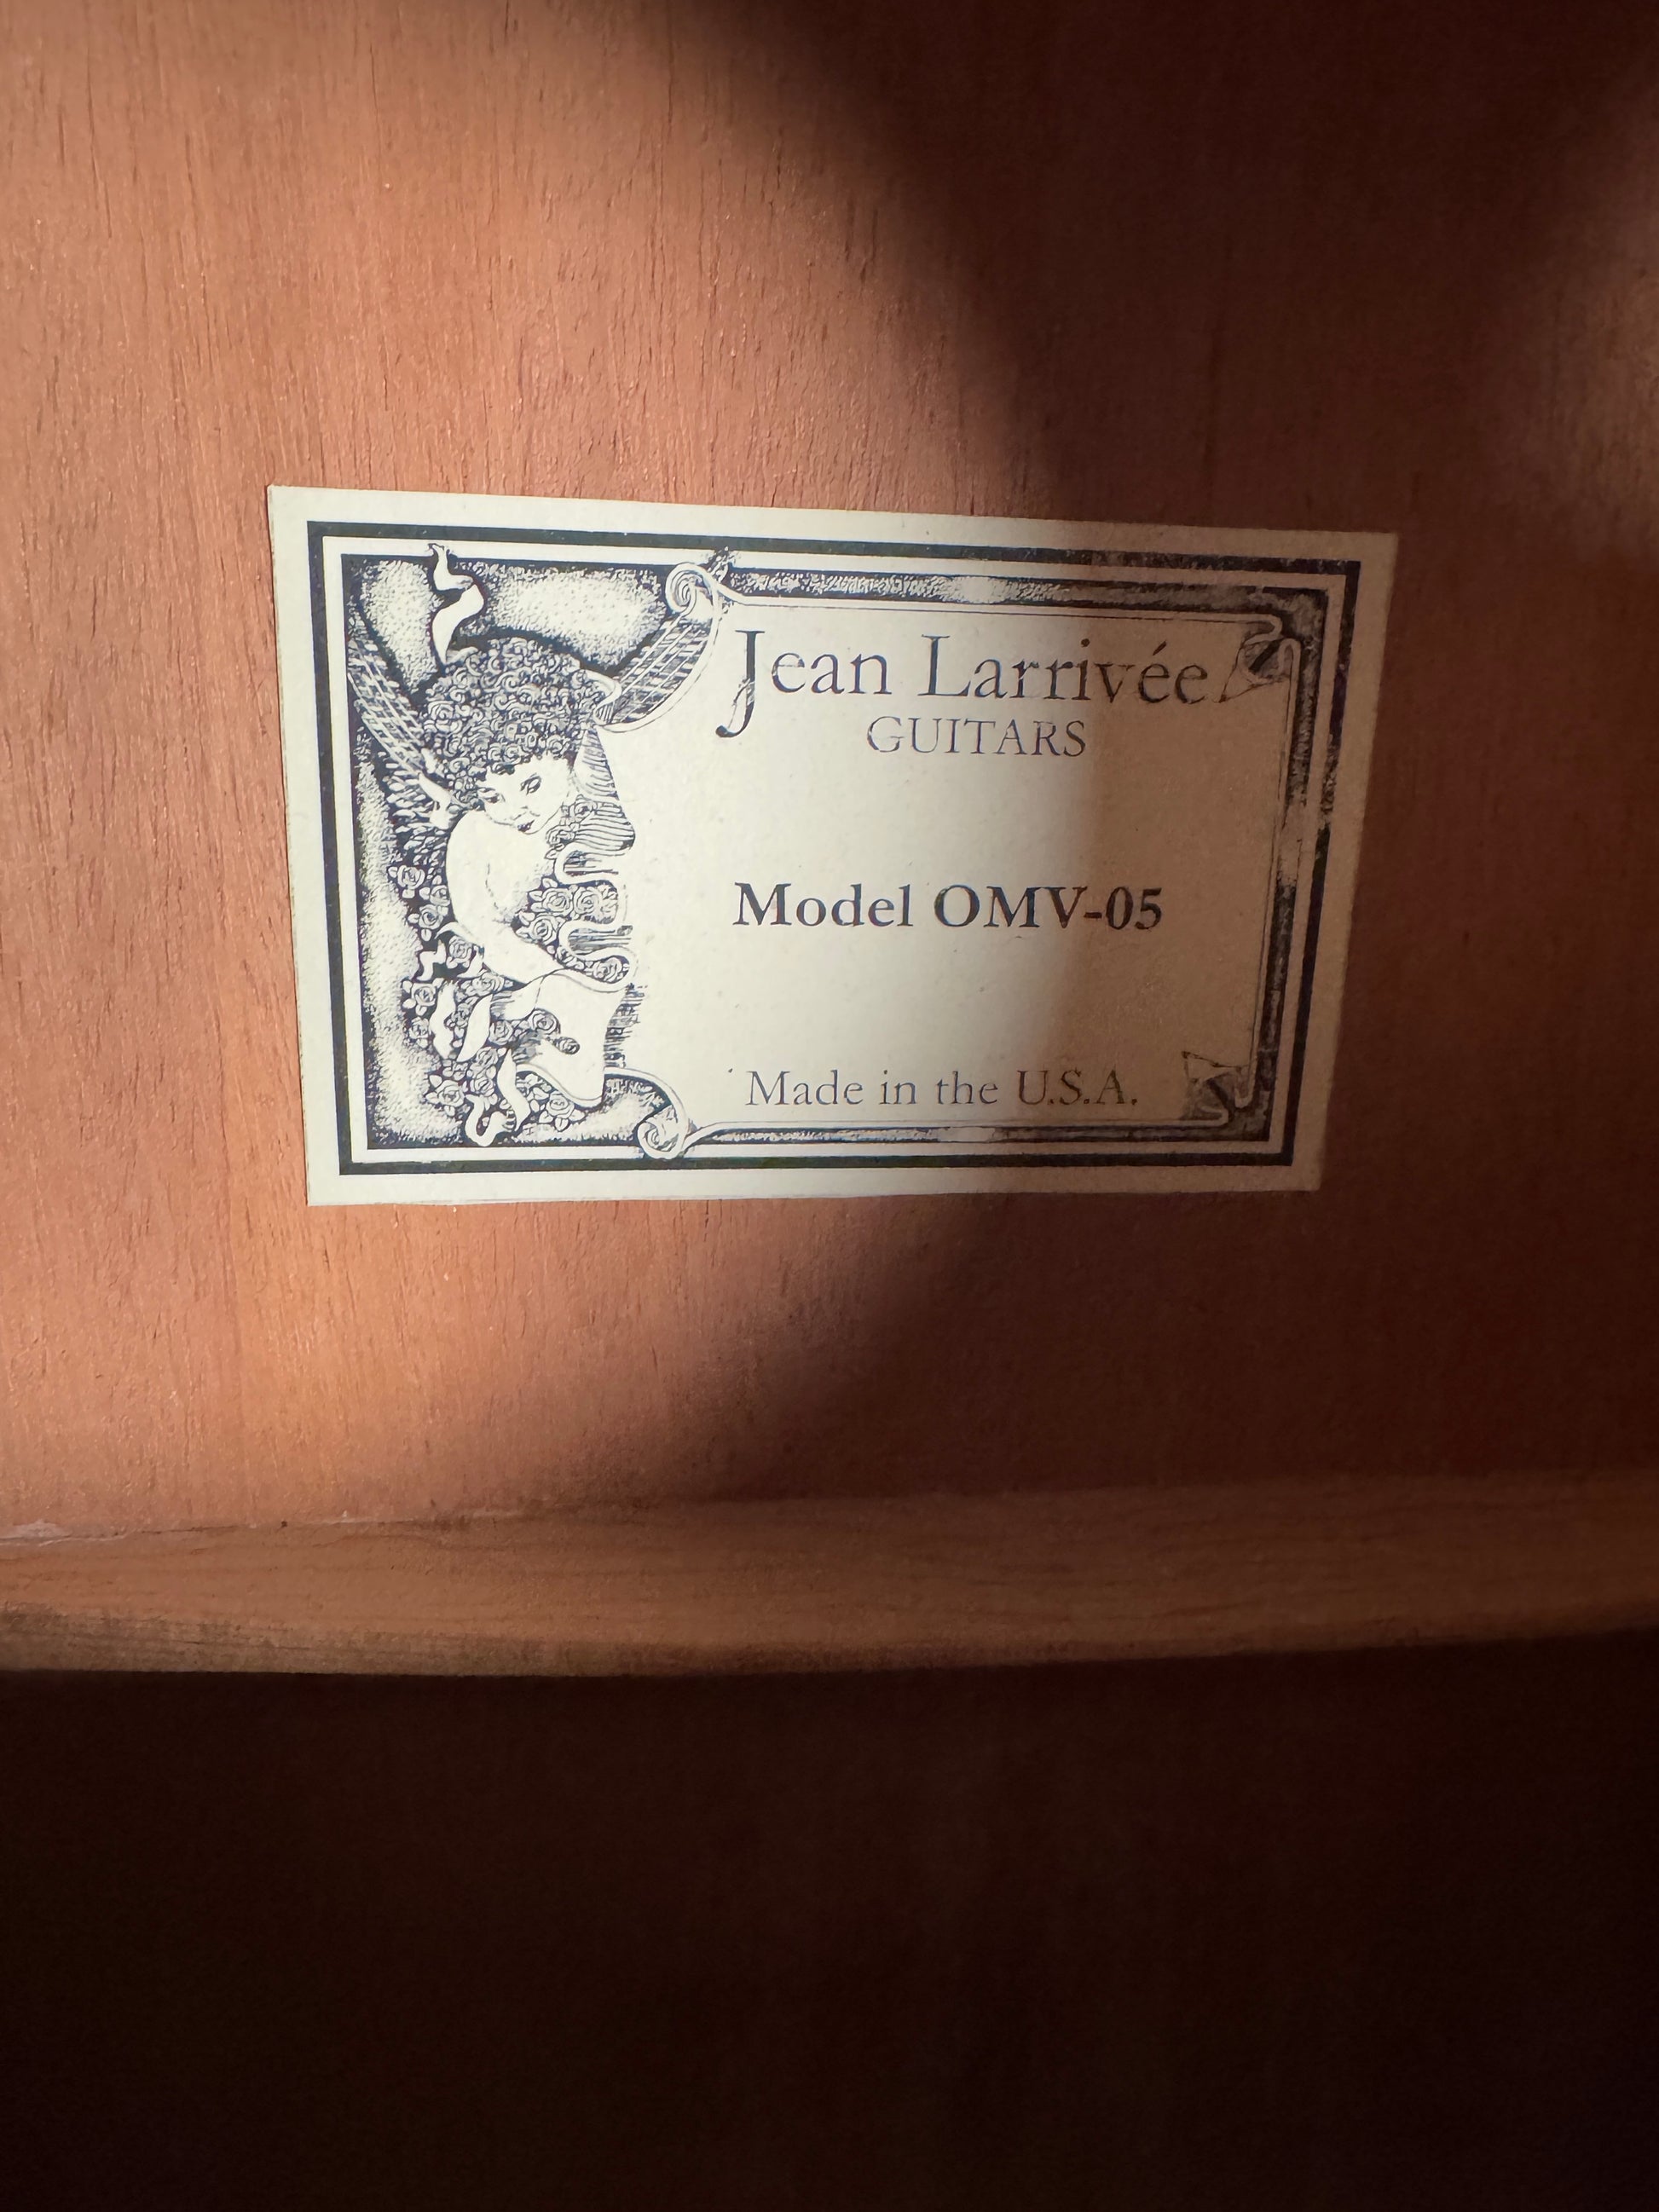 Jean Larrivée
GUITARS
Model OMV-05
Made in the U.S.A.